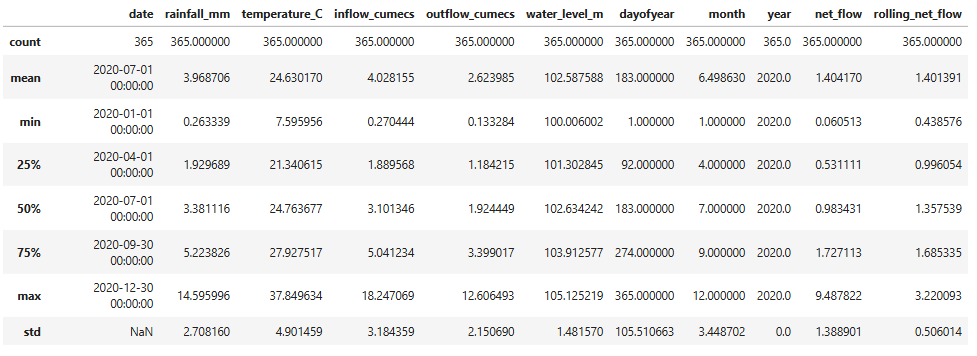 date rainfall_mm temperature_C inflow_cumecs outflow_cumecs water_level_m dayofyear month year net_flow rolling_net_flow
count 365 365.000000 365.000000 365.000000 365.000000 365.000000 365.000000 365.000000 365.0 365.000000 365.000000
mean 2020-07-01 00:00:00 3.968706 24.630170 4.028155 2.623985 102.587588 183.000000 6.498630 2020.0 1.404170 1.401391
min 2020-01-01 00:00:00 0.263339 7.595956 0.270444 0.133284 100.006002 1.000000 1.000000 2020.0 0.060513 0.438576
25% 2020-04-01 00:00:00 1.929689 21.340615 1.889568 1.184215 101.302845 92.000000 4.000000 2020.0 0.531111 0.996054
50% 2020-07-01 00:00:00 3.381116 24.763677 3.101346 1.924449 102.634242 183.000000 7.000000 2020.0 0.983431 1.357539
75% 2020-09-30 00:00:00 5.223826 27.927517 5.041234 3.399017 103.912577 274.000000 9.000000 2020.0 1.727113 1.685335
max 2020-12-30 00:00:00 14.595996 37.849634 18.247069 12.606493 105.125219 365.000000 12.000000 2020.0 9.487822 3.220093
std NaN 2.708160 4.901459 3.184359 2.150690 1.481570 105.510663 3.448702 0.0 1.388901 0.506014